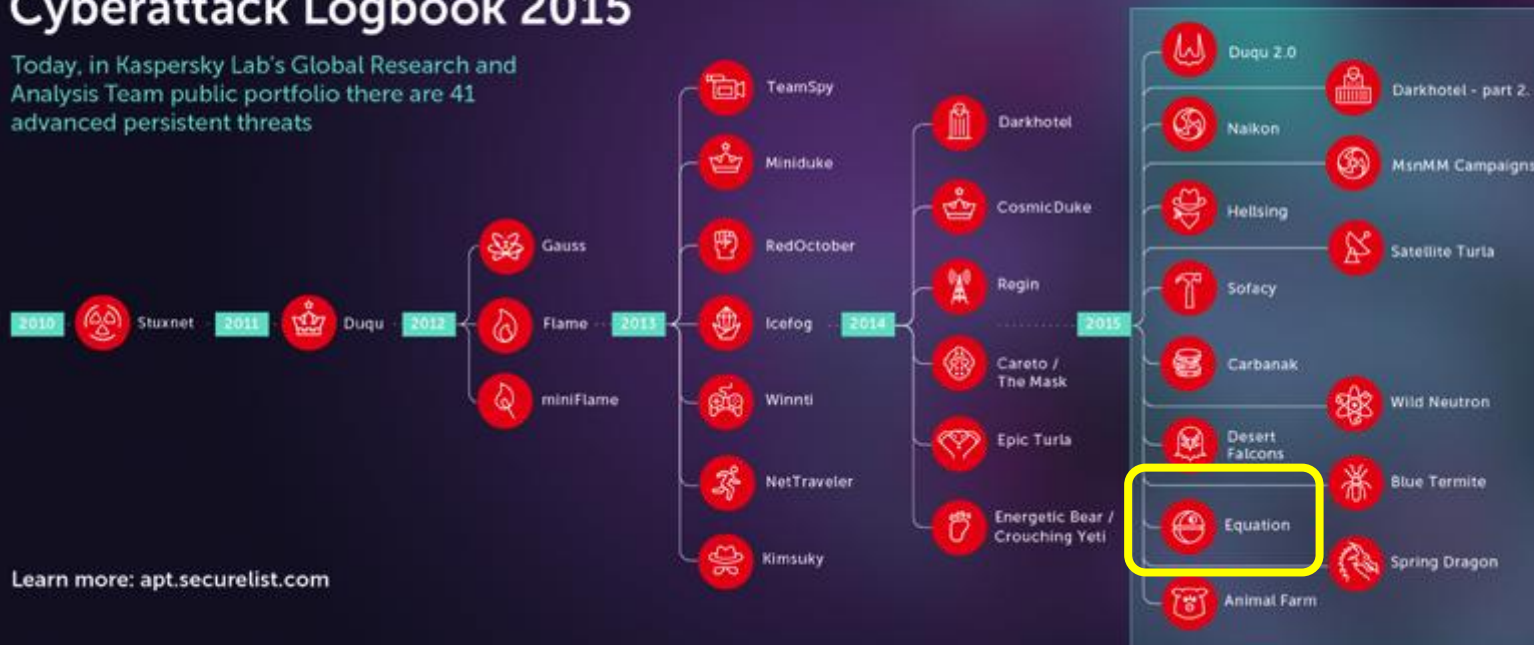 Cyberattack Logbook 2015
Today, in Kaspersky Lab's Global Research and
Analysis Team public portfolio there are 41
advanced persistent threats
2010
Stuxnet
2011
Duqu
2012
Gauss
Flame
miniFlame
2013
TeamSpy
Miniduke
RedOctober
Icefog
Winnti
NetTraveler
Kimsuky
2014
Darkhotel
CosmicDuke
Regin
Careto /
The Mask
Epic Turla
Energetic Bear /
Crouching Yeti
2015
Duqu 2.0
Darkhotel - part 2.
Naikon
MsnMM Campaigns
Hellsing
Satellite Turla
Sofacy
Carbanak
Wild Neutron
Desert
Falcons
Blue Termite
Equation
Spring Dragon
Animal Farm
Learn more: apt.securelist.com